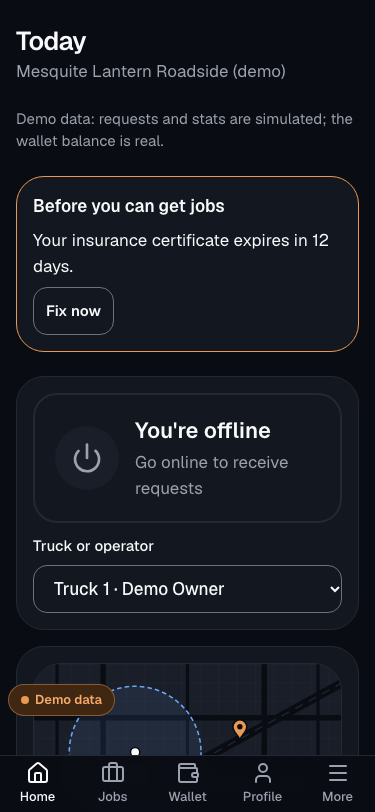 Today
Mesquite Lantern Roadside (demo)
Demo data: requests and stats are simulated; the
wallet balance is real.
Before you can get jobs
Your insurance certificate expires in 12
days.
Fix now
You're offline
Go online to receive
requests
Truck or operator
Truck 1 · Demo Owner
Demo data
Home
Jobs
Wallet
Profile
More